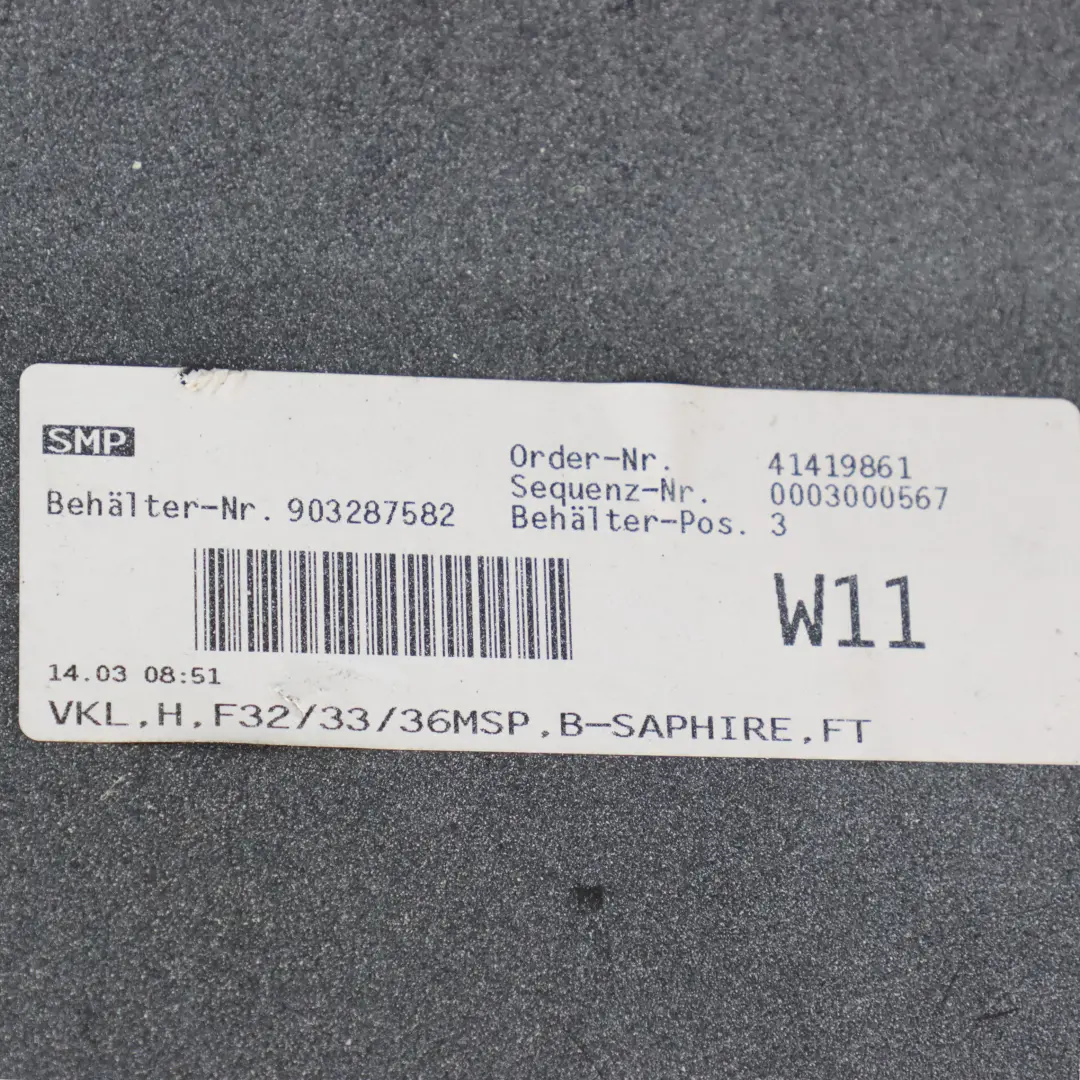 SMP
Behälter-Nr. 903287582
Order-Nr. 41419861
Sequenz-Nr. 0003000567
Behälter-Pos. 3
W11
14.03 08:51
VKL,H,F32/33/36MSP,B-SAPHIRE,FT